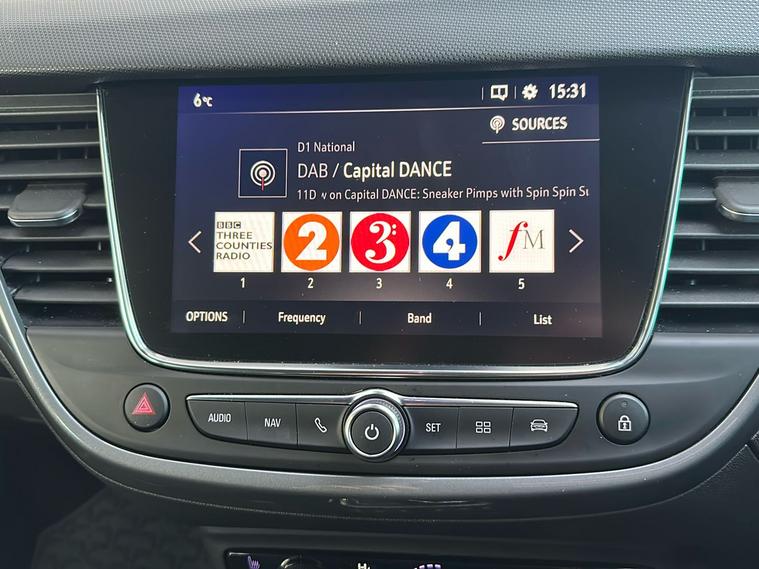 6°C 15:31
SOURCES
D1 National
DAB / Capital DANCE
11D w on Capital DANCE: Sneaker Pimps with Spin Spin Su
BBC
THREE
COUNTIES
RADIO
2 3 4 fM
1 2 3 4 5
OPTIONS Frequency Band List
AUDIO NAV SET